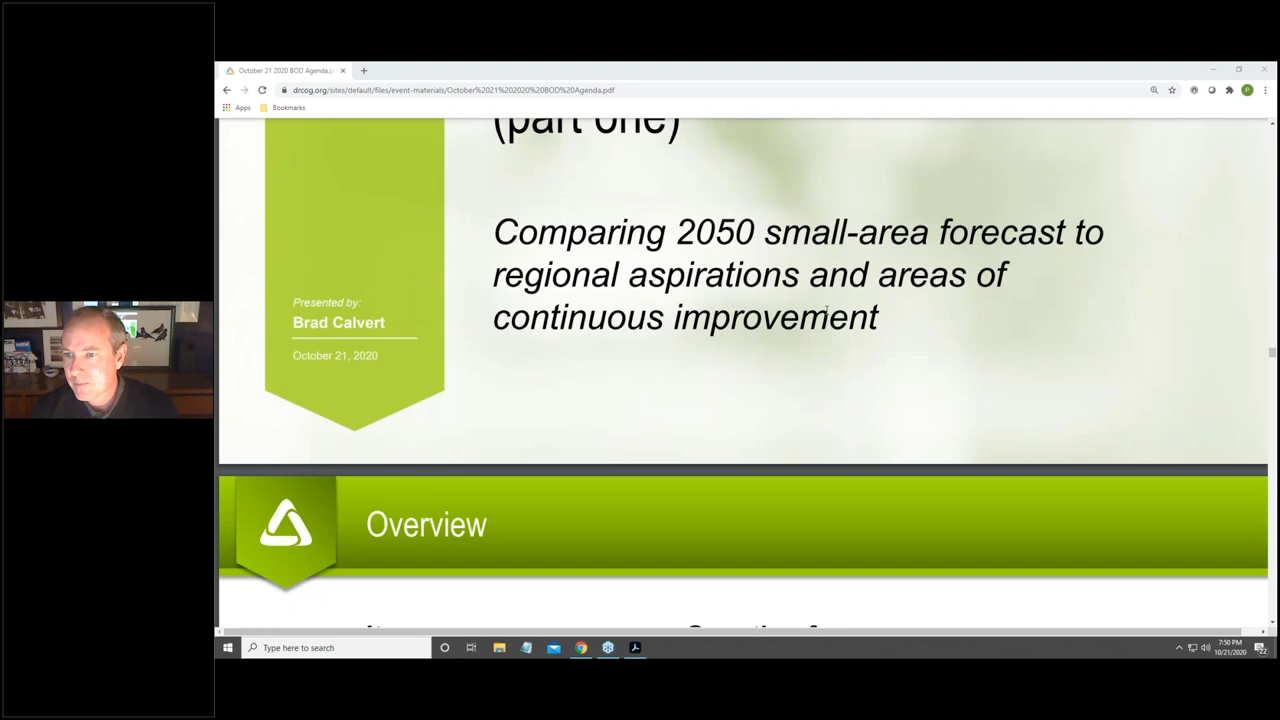 October 21 2020 BOD Agenda.p
drcog.org/sites/default/files/event-materials/October%2021%202020%20BOD%20Agenda.pdf
P
Apps Bookmarks
(part one)
Comparing 2050 small-area forecast to
regional aspirations and areas of
continuous improvement
Presented by:
Brad Calvert
October 21, 2020
Overview
Type here to search
7:50 PM
10/21/2020
22